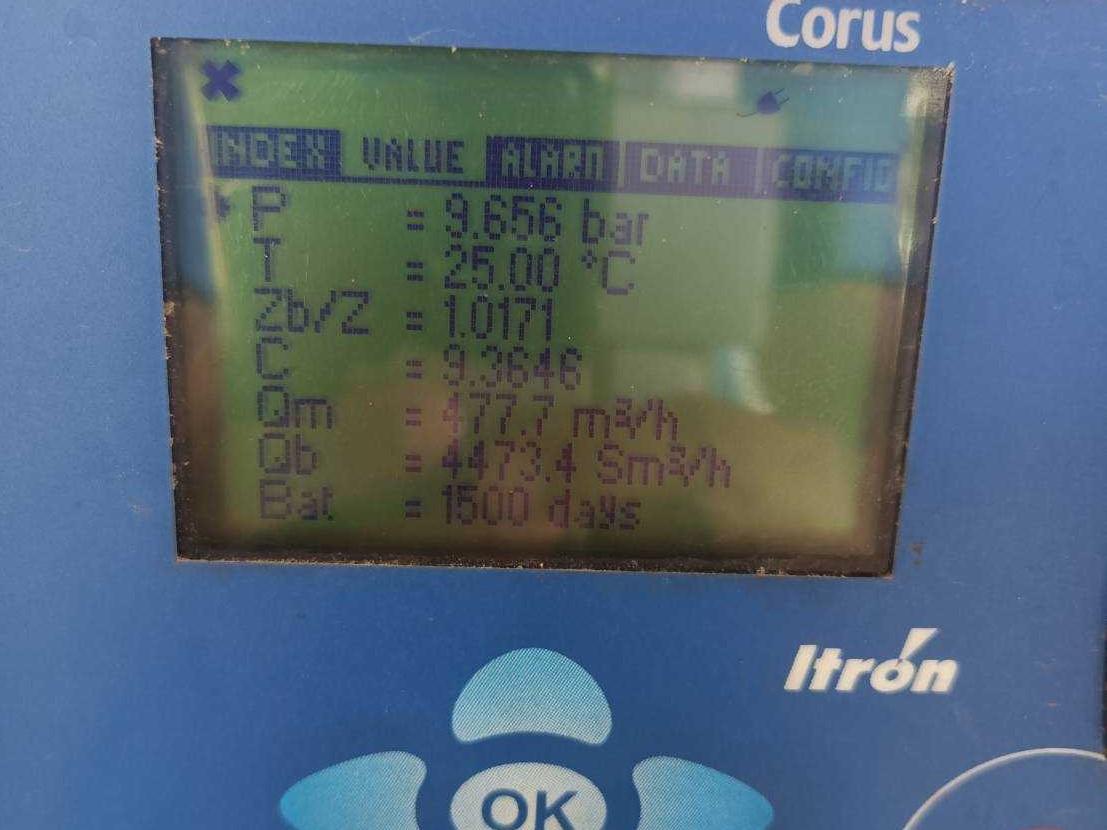 Corus
INDEX VALUE ALARM DATA CONFIG
P = 9.656 bar
T = 25.00 °C
Zb/Z = 1.0171
C = 9.3646
Qm = 477.7 m³/h
Qb = 4473.4 Sm³/h
Bat = 1500 days
Itrón
OK